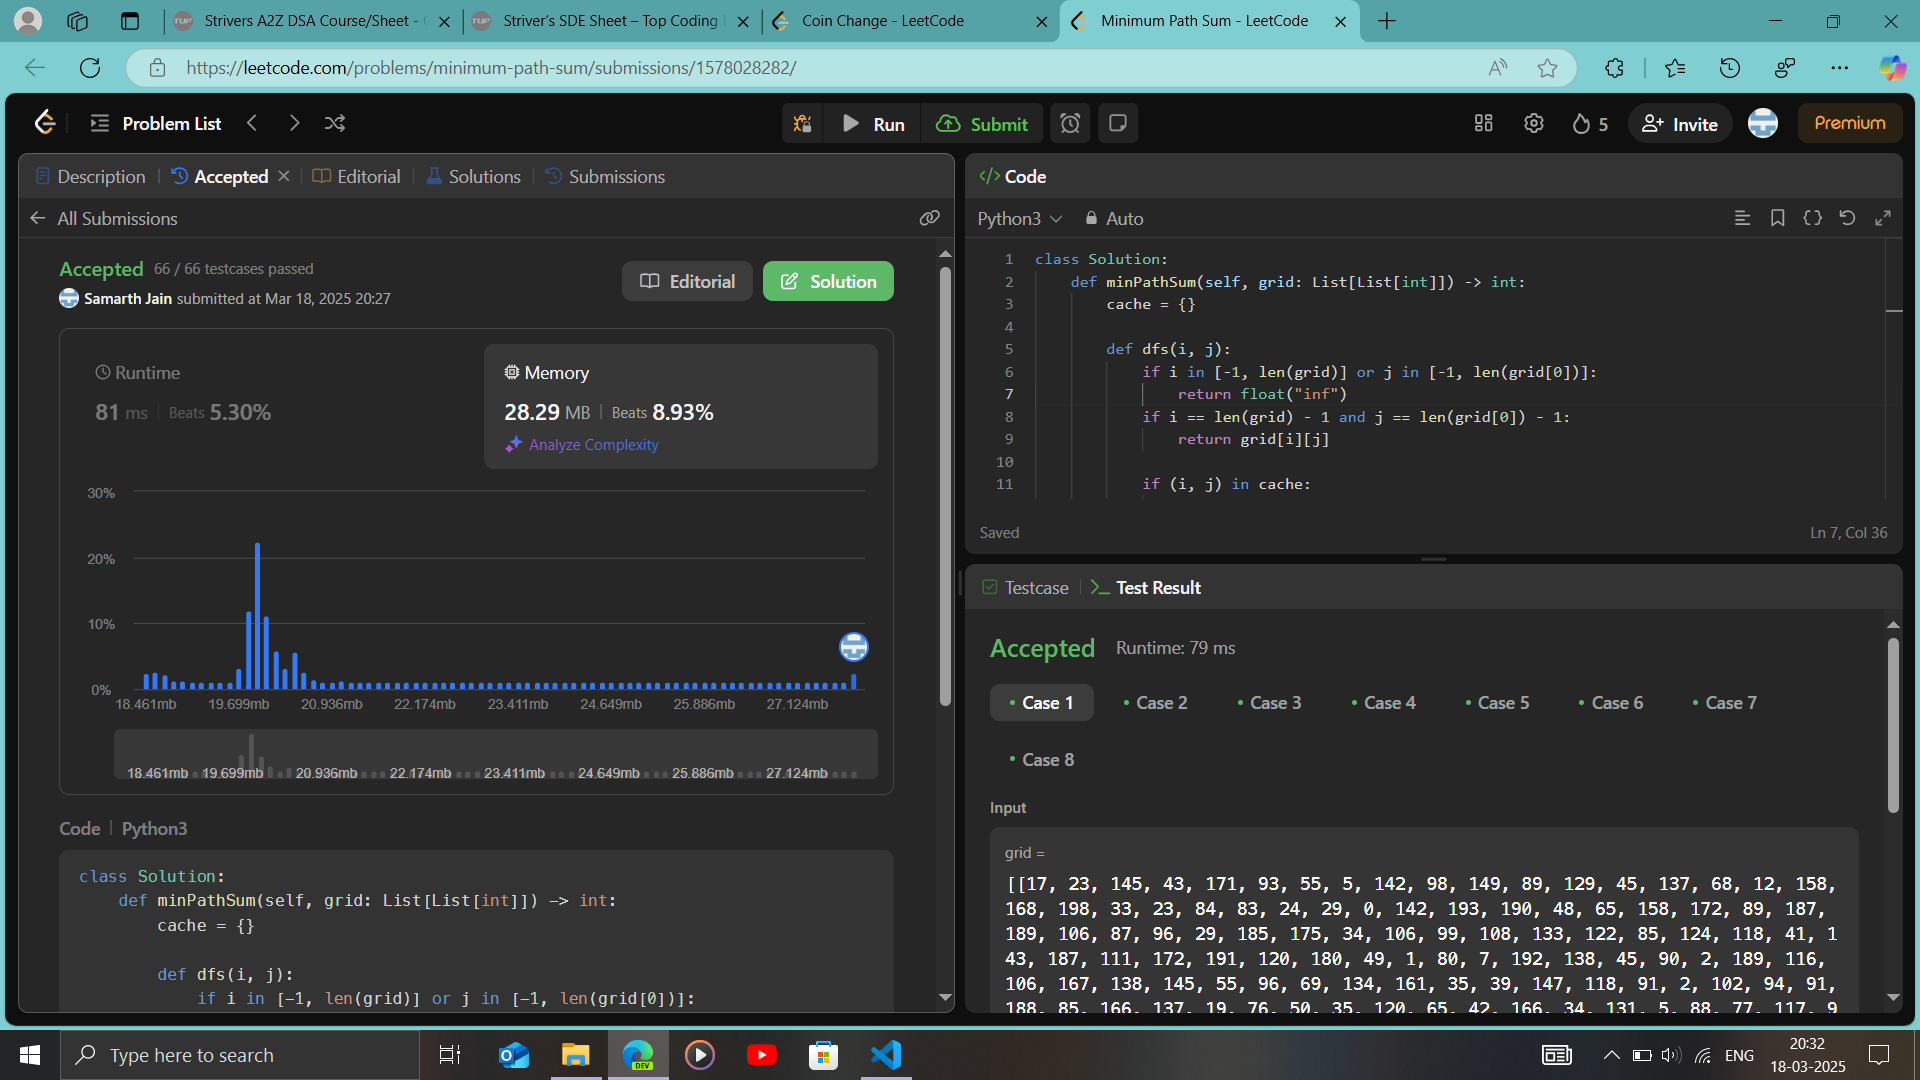 Strivers A2Z DSA Course/Sheet -
Striver's SDE Sheet – Top Coding
Coin Change - LeetCode
Minimum Path Sum - LeetCode
https://leetcode.com/problems/minimum-path-sum/submissions/1578028282/
Problem List
Run
Submit
5
Invite
Premium
Description
Accepted
Editorial
Solutions
Submissions
All Submissions
Accepted 66 / 66 testcases passed
Samarth Jain submitted at Mar 18, 2025 20:27
Editorial
Solution
Runtime
81 ms | Beats 5.30%
Memory
28.29 MB | Beats 8.93%
Analyze Complexity
30%
20%
10%
0%
18.461mb 19.699mb 20.936mb 22.174mb 23.411mb 24.649mb 25.886mb 27.124mb
18.461mb 19.699mb 20.936mb 22.174mb 23.411mb 24.649mb 25.886mb 27.124mb
Code | Python3
class Solution:
def minPathSum(self, grid: List[List[int]]) -> int:
cache = {}
def dfs(i, j):
if i in [-1, len(grid)] or j in [-1, len(grid[0])]:
</> Code
Python3
Auto
1 class Solution:
2 def minPathSum(self, grid: List[List[int]]) -> int:
3 cache = {}
4
5 def dfs(i, j):
6 if i in [-1, len(grid)] or j in [-1, len(grid[0])]:
7 return float("inf")
8 if i == len(grid) - 1 and j == len(grid[0]) - 1:
9 return grid[i][j]
10
11 if (i, j) in cache:
Saved
Ln 7, Col 36
Testcase
Test Result
Accepted Runtime: 79 ms
Case 1
Case 2
Case 3
Case 4
Case 5
Case 6
Case 7
Case 8
Input
grid =
[[17, 23, 145, 43, 171, 93, 55, 5, 142, 98, 149, 89, 129, 45, 137, 68, 12, 158,
168, 198, 33, 23, 84, 83, 24, 29, 0, 142, 193, 190, 48, 65, 158, 172, 89, 187,
189, 106, 87, 96, 29, 185, 175, 34, 106, 99, 108, 133, 122, 85, 124, 118, 41, 1
43, 187, 111, 172, 191, 120, 180, 49, 1, 80, 7, 192, 138, 45, 90, 2, 189, 116,
106, 167, 138, 145, 55, 96, 69, 134, 161, 35, 39, 147, 118, 91, 2, 102, 94, 91,
188, 85, 166, 137, 19, 76, 50, 35, 120, 65, 42, 166, 34, 131, 5, 88, 77, 117, 9
Type here to search
DEV
ENG
20:32
18-03-2025